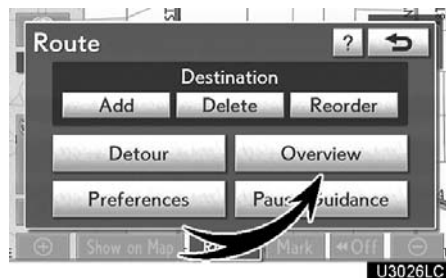 Route ?
Destination
Add Delete Reorder
Detour Overview
Preferences
Show on Map Mark Off
U3026LC